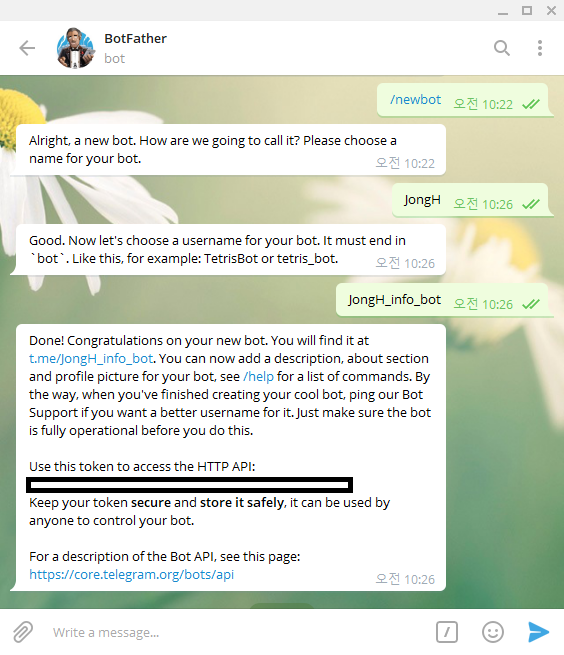 BotFather
bot
/newbot 오전 10:22
Alright, a new bot. How are we going to call it? Please choose a
name for your bot.
오전 10:22
JongH 오전 10:26
Good. Now let's choose a username for your bot. It must end in
`bot`. Like this, for example: TetrisBot or tetris_bot.
오전 10:26
JongH_info_bot 오전 10:26
Done! Congratulations on your new bot. You will find it at
t.me/JongH_info_bot. You can now add a description, about section
and profile picture for your bot, see /help for a list of commands. By
the way, when you've finished creating your cool bot, ping our Bot
Support if you want a better username for it. Just make sure the bot
is fully operational before you do this.
Use this token to access the HTTP API:
Keep your token secure and store it safely, it can be used by
anyone to control your bot.
For a description of the Bot API, see this page:
https://core.telegram.org/bots/api
오전 10:26
Write a message...